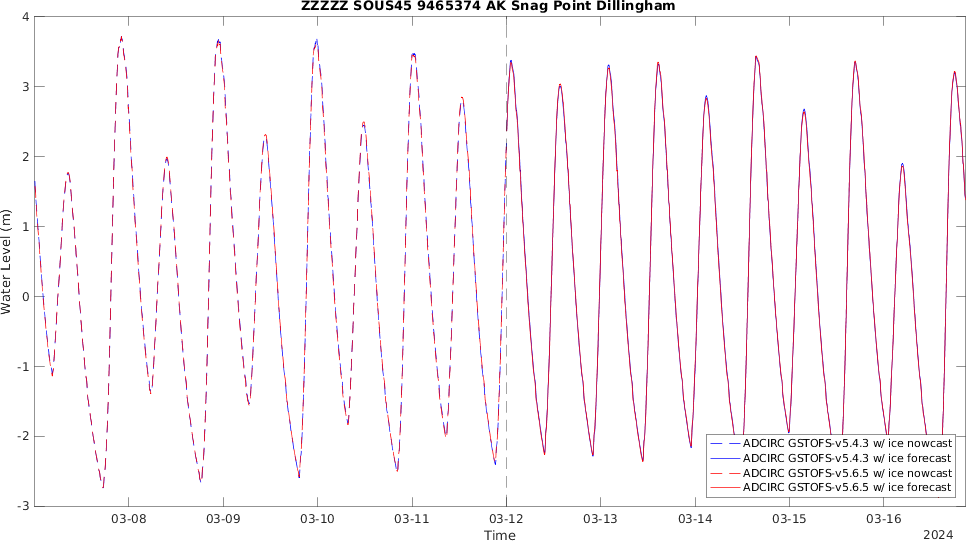 ZZZZZ SOUS45 9465374 AK Snag Point Dillingham
4
3
2
1
0
-1
-2
-3
Water Level (m)
03-08 03-09 03-10 03-11 03-12 03-13 03-14 03-15 03-16
Time
2024
ADCIRC GSTOFS-v5.4.3 w/ ice nowcast
ADCIRC GSTOFS-v5.4.3 w/ ice forecast
ADCIRC GSTOFS-v5.6.5 w/ ice nowcast
ADCIRC GSTOFS-v5.6.5 w/ ice forecast